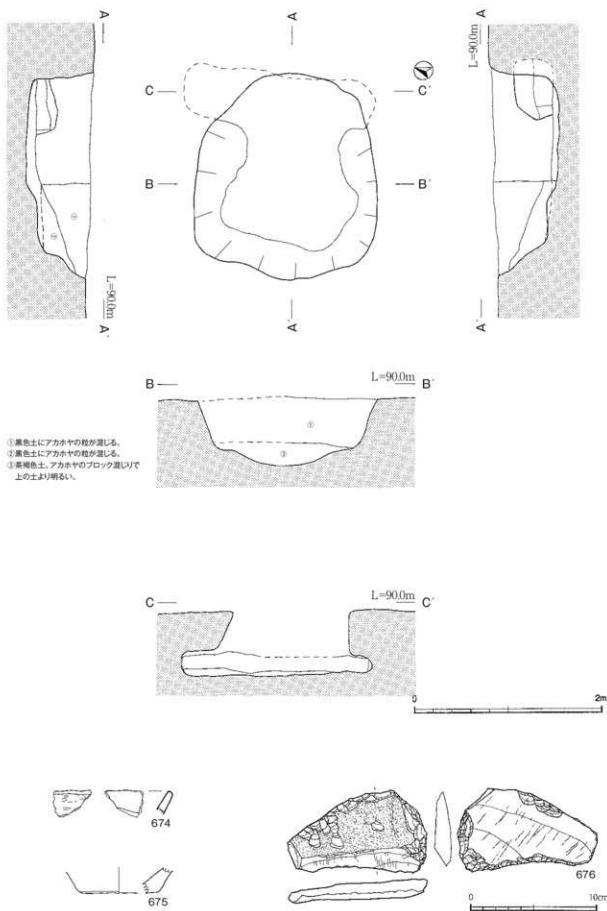 A
A
A
L=90.0m
C
C´
B
B´
L=90.0m
A´
A´
A´
L=90.0m
B
B´
②
③
①黒色土にアカホヤの粒が混じる。
②黒色土にアカホヤの粒が混じる。
③茶褐色土、アカホヤのブロック混じりで
上の土より明るい。
L=90.0m
C
C´
0
2m
674
675
676
0
10cm